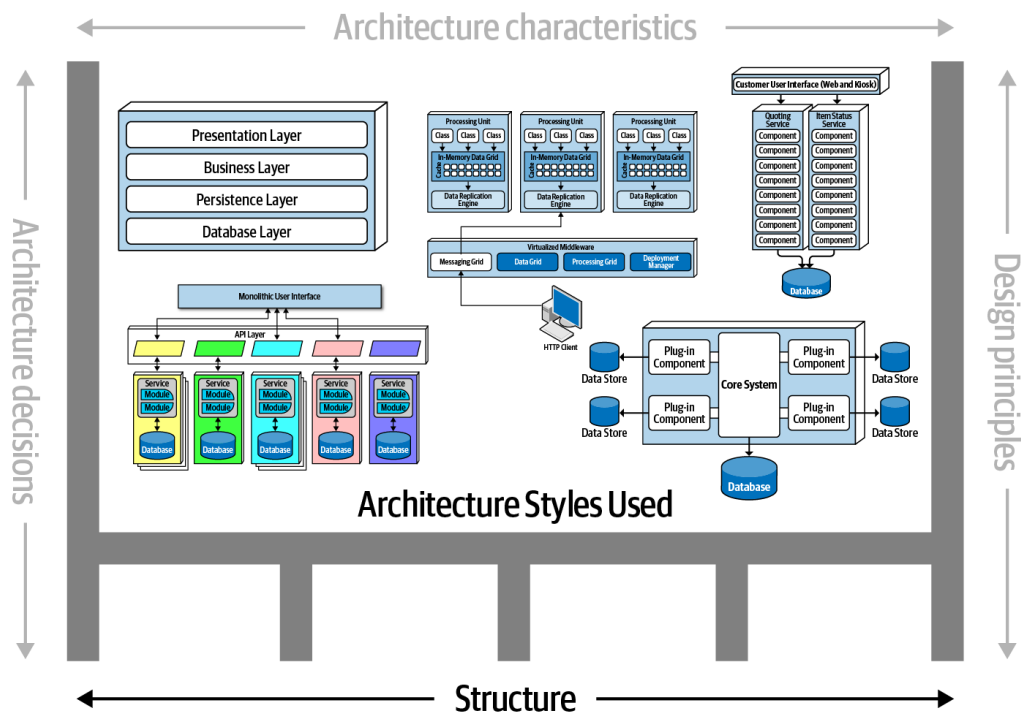 Architecture characteristics
Architecture decisions
Design principles
Presentation Layer
Business Layer
Persistence Layer
Database Layer
Processing Unit
Class Class Class
In-Memory Data Grid
Cache
Data Replication
Engine
Processing Unit
Class Class Class
In-Memory Data Grid
Cache
Data Replication
Engine
Processing Unit
Class Class Class
In-Memory Data Grid
Cache
Data Replication
Engine
Virtualized Middleware
Messaging Grid
Data Grid
Processing Grid
Deployment
Manager
HTTP Client
Customer User Interface (Web and Kiosk)
Quoting
Service
Component
Component
Component
Component
Component
Component
Component
Component
Item Status
Service
Component
Component
Component
Component
Component
Component
Component
Component
Database
Monolithic User Interface
API Layer
Service
Module
Module
Database
Service
Module
Module
Database
Service
Module
Module
Database
Service
Module
Module
Database
Service
Module
Module
Database
Data Store
Data Store
Plug-in
Component
Plug-in
Component
Core System
Plug-in
Component
Plug-in
Component
Data Store
Data Store
Database
Architecture Styles Used
Structure